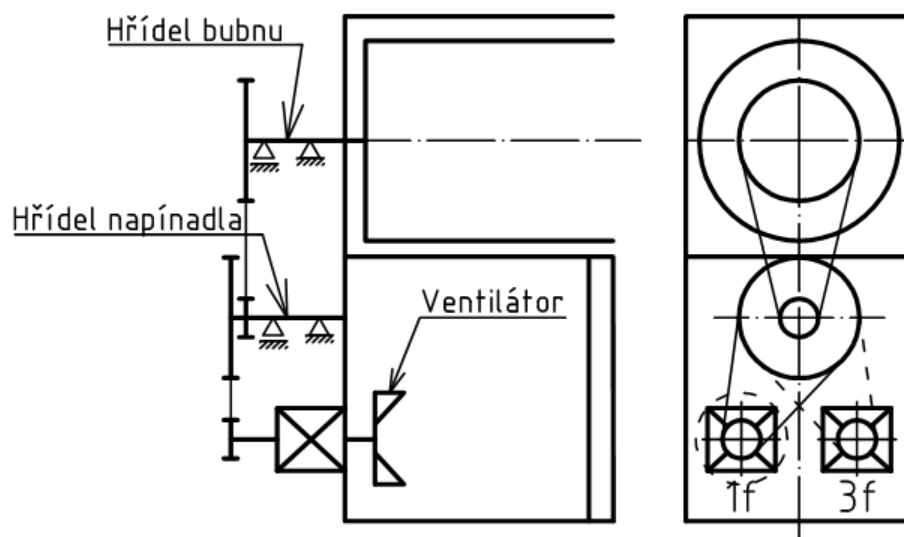 Hřídel bubnu
Hřídel napínadla
Ventilátor
1f
3f